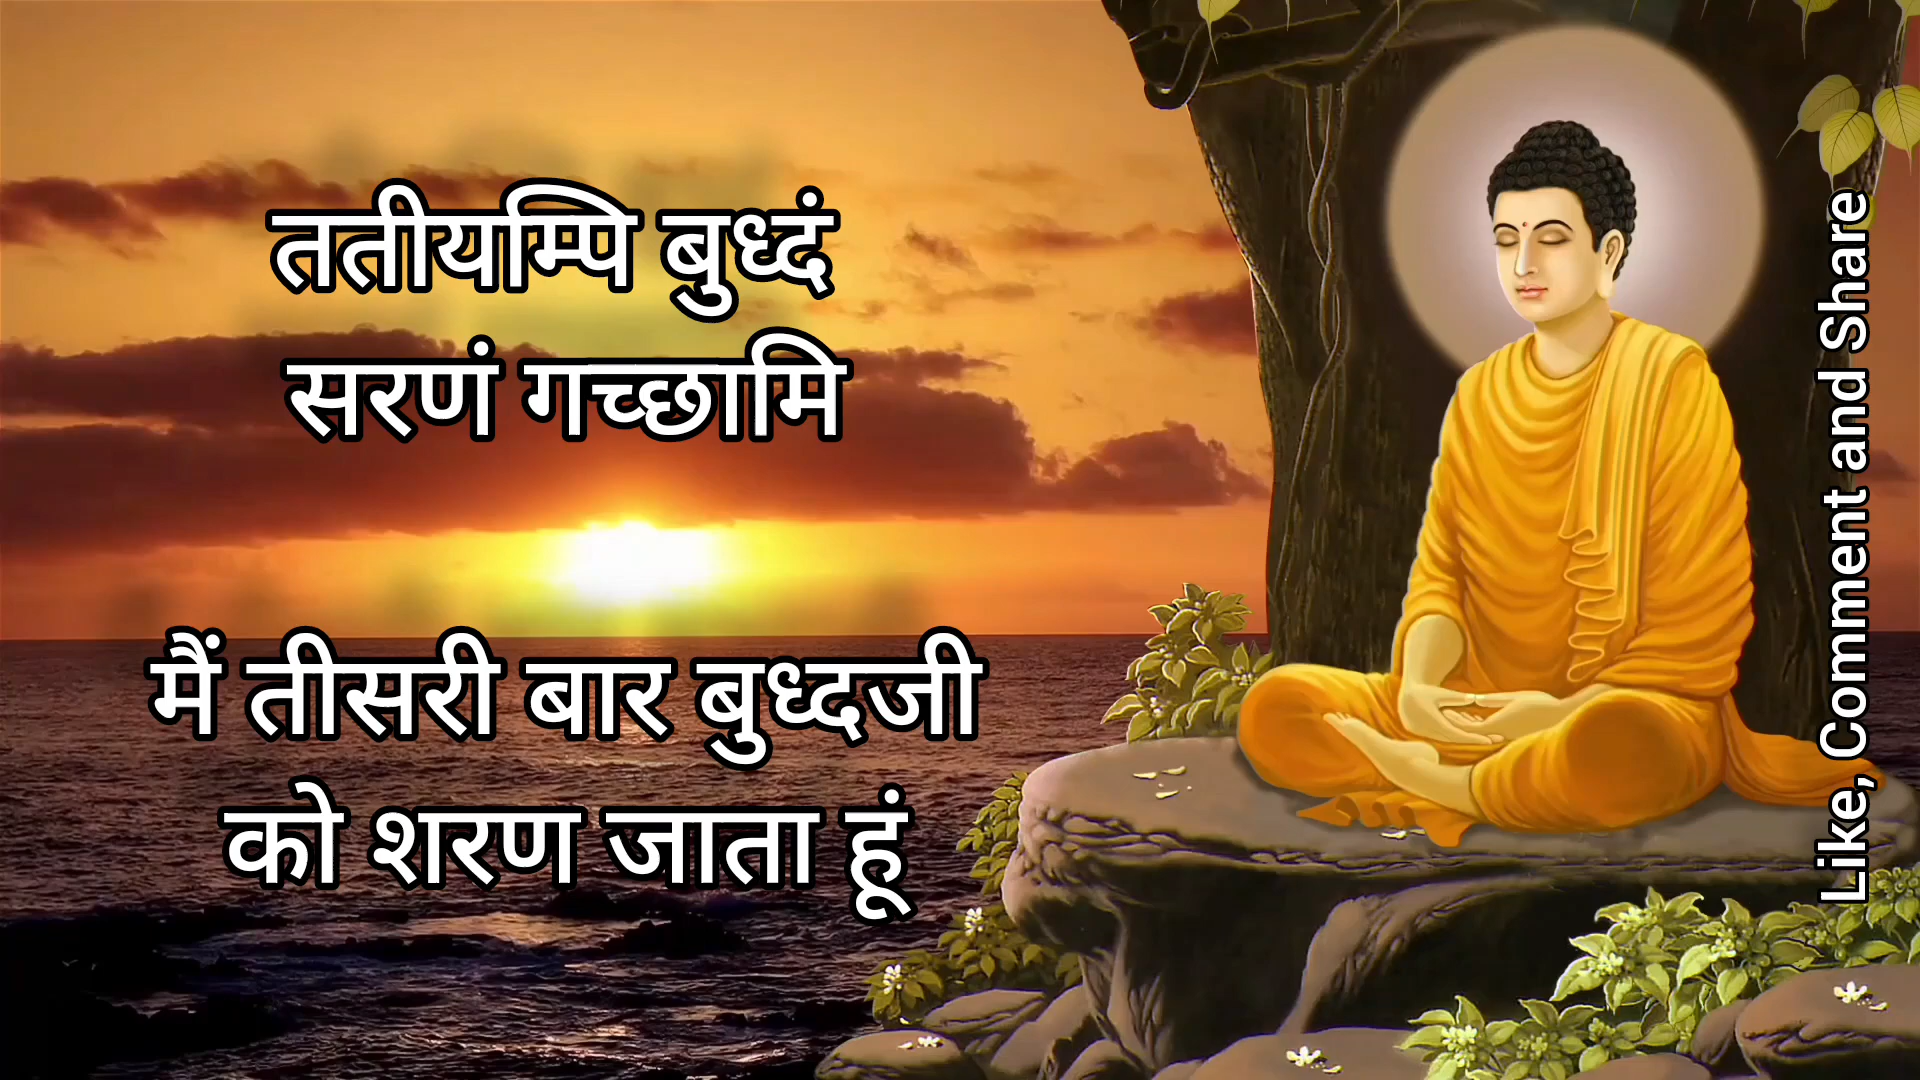 ततीयम्पि बुध्दं
सरणं गच्छामि
मैं तीसरी बार बुध्दजी
को शरण जाता हूं
Like, Comment and Share